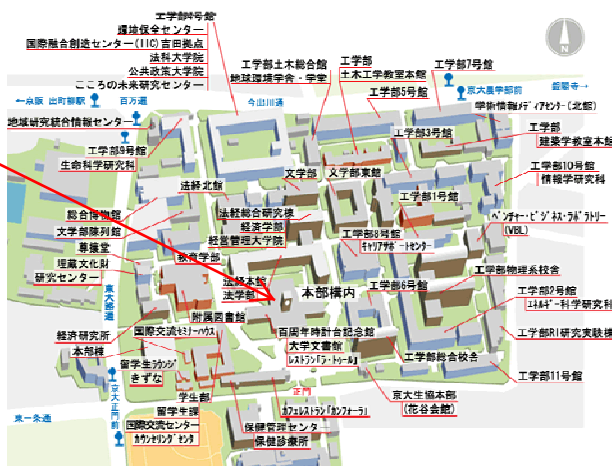 工学部4号館
環境保全センター
国際融合創造センター(IIC)吉田拠点
法科大学院
公共政策大学院
こころの未来研究センター
工学部土木総合館
地球環境学舎・学堂
工学部
土木工学教室本館
工学部7号館
工学部5号館
←京阪 出町柳駅
百万遍
今出川通
京大農学部前
銀閣寺→
学術情報メディアセンター(北館)
地域研究統合情報センター
工学部3号館
工学部
建築学教室本館
工学部9号館
生命科学研究科
文学部
文学部東館
法経北館
工学部10号館
情報学研究科
工学部1号館
総合博物館
文学部陳列館
法経総合研究棟
経済学部
経営管理大学院
工学部8号館
キャリアサポートセンター
ベンチャー・ビジネス・ラボラトリー
(VBL)
尊攘堂
埋蔵文化財
研究センター
教育学部
法経本館
法学部
本部構内
工学部6号館
工学部物理系校舎
工学部2号館
エネルギー科学研究科
東大路通
附属図書館
経済研究所
本部棟
国際交流セミナーハウス
百周年時計台記念館
大学文書館
レストラン「ラ・トゥール」
工学部RI研究実験棟
工学部総合校舎
留学生ラウンジ
きずな
工学部11号館
正門
学生部
留学生課
国際交流センター
カウンセリングセンター
カフェレストラン「カンフォーラ」
保健管理センター
保健診療所
京大生協本部
(花谷会館)
京大正門前
東一条通